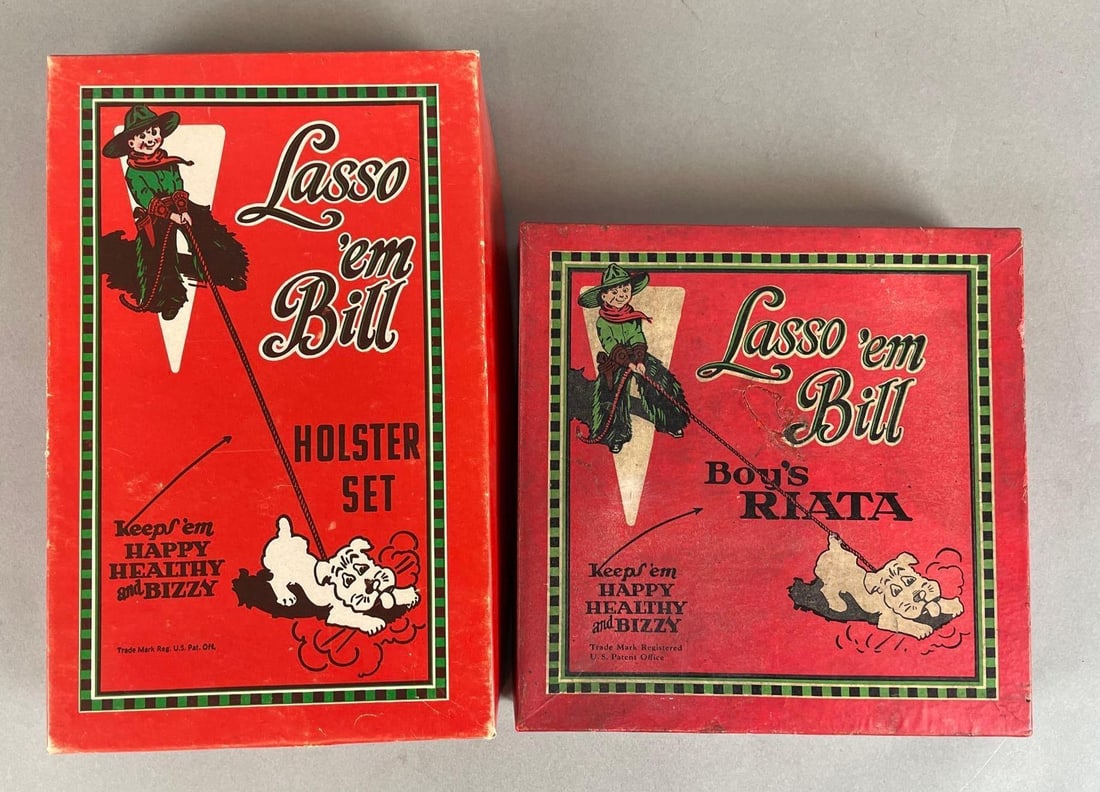 Lasso
'em
Bill
HOLSTER
SET
Keeps 'em
HAPPY
HEALTHY
and BIZZY
Trade Mark Reg. U.S. Pat. Off.
Lasso 'em
Bill
Boy's
RIATA
Keeps 'em
HAPPY
HEALTHY
and BIZZY
Trade Mark Registered
U.S. Patent Office